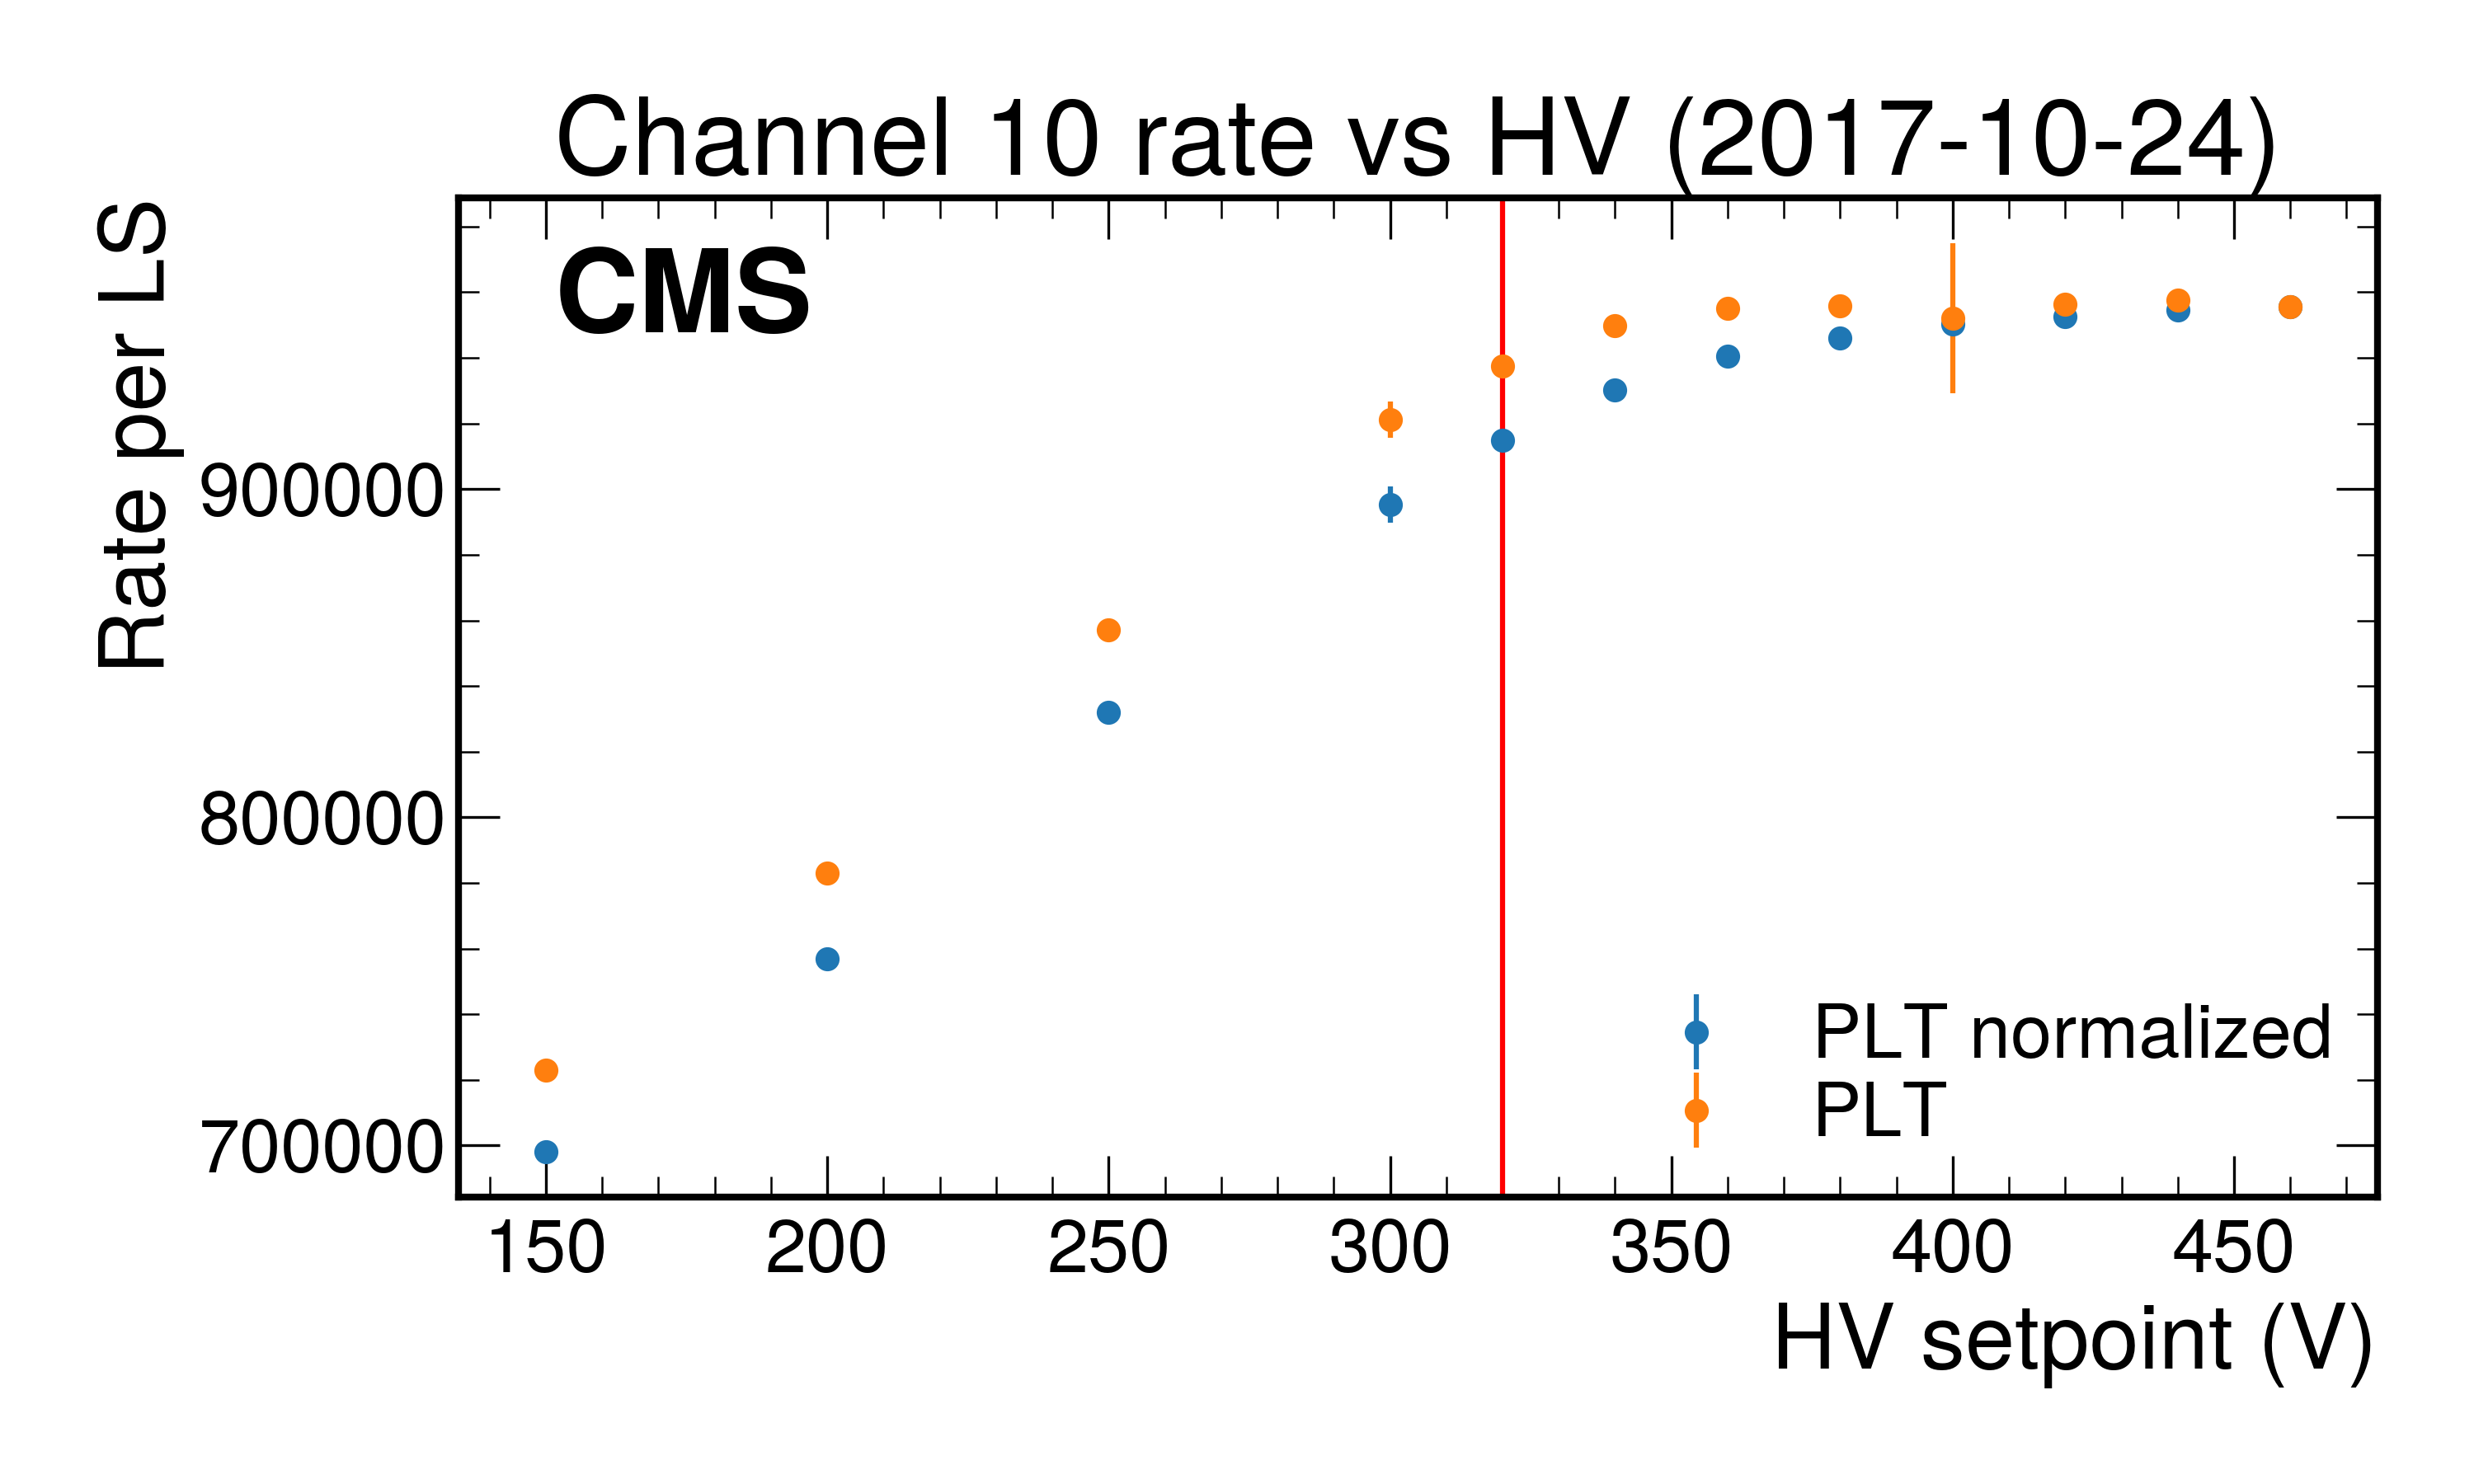 Channel 10 rate vs HV (2017-10-24)
CMS
Rate per LS
900000
800000
700000
PLT normalized
PLT
150 200 250 300 350 400 450
HV setpoint (V)